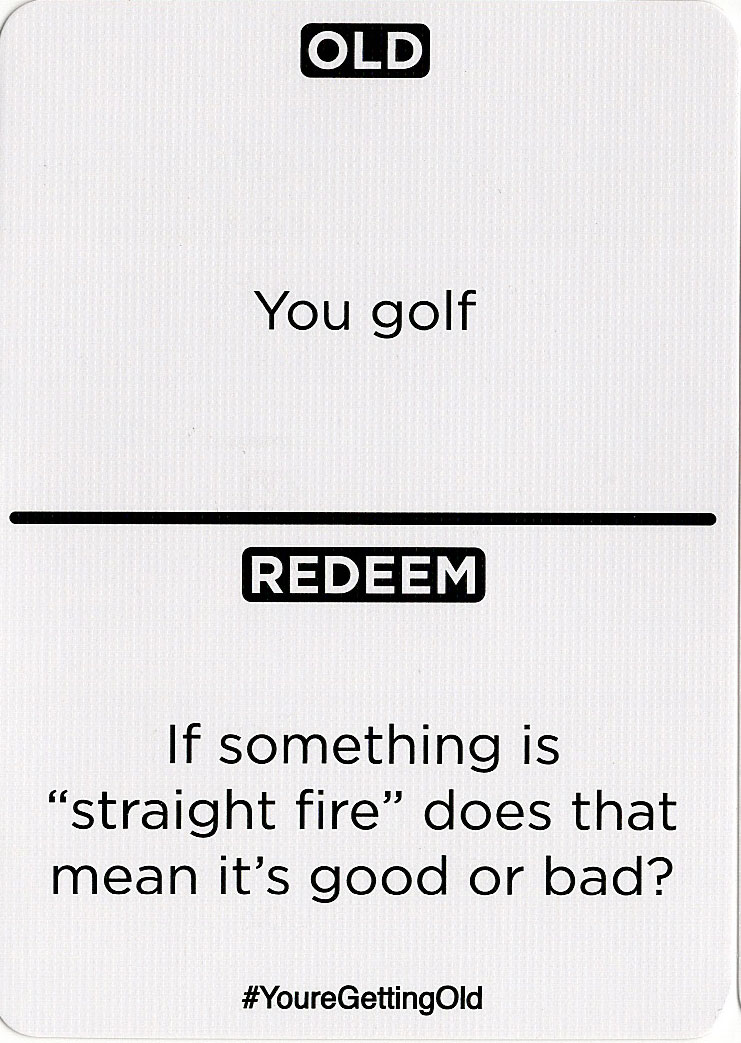 OLD
You golf
REDEEM
If something is
“straight fire” does that
mean it’s good or bad?
#YoureGettingOld